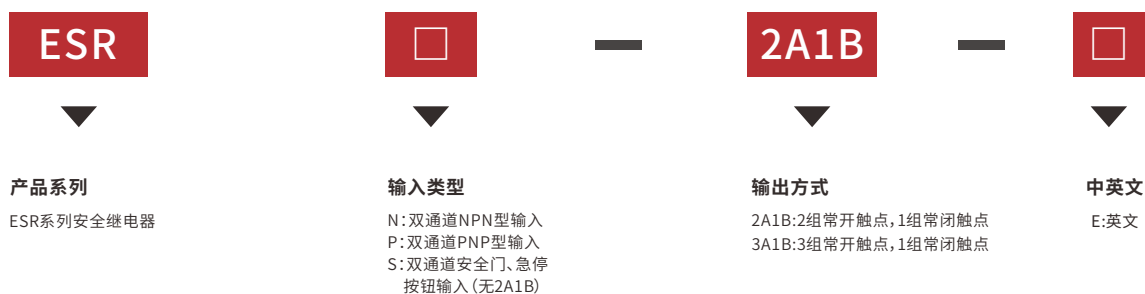 ESR □ — 2A1B — □
产品系列
ESR系列安全继电器
输入类型
N：双通道NPN型输入
P：双通道PNP型输入
S：双通道安全门、急停
按钮输入（无2A1B）
输出方式
2A1B:2组常开触点，1组常闭触点
3A1B:3组常开触点，1组常闭触点
中英文
E:英文